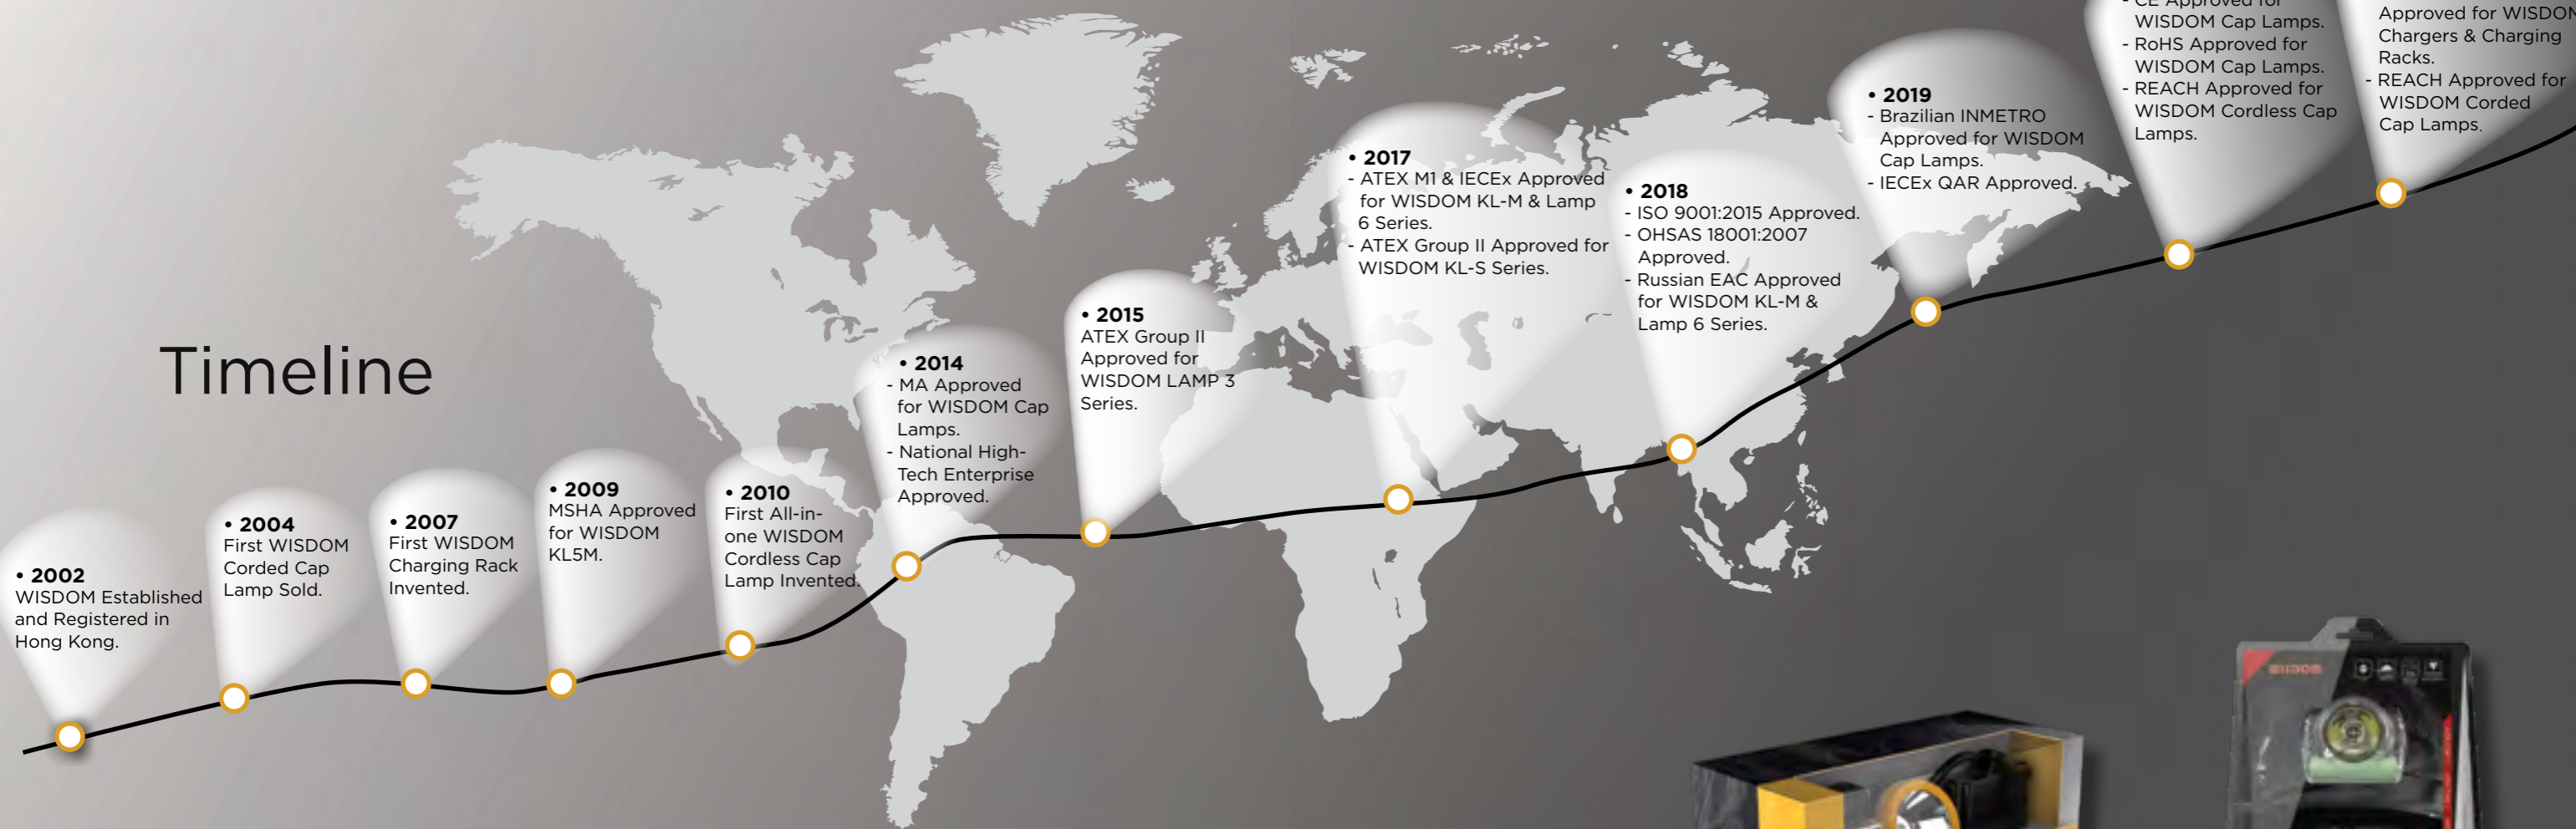 Timeline
• 2002
WISDOM Established
and Registered in
Hong Kong.
• 2004
First WISDOM
Corded Cap
Lamp Sold.
• 2007
First WISDOM
Charging Rack
Invented.
• 2009
MSHA Approved
for WISDOM
KL5M.
• 2010
First All-in-
one WISDOM
Cordless Cap
Lamp Invented.
• 2014
- MA Approved
for WISDOM Cap
Lamps.
- National High-
Tech Enterprise
Approved.
• 2015
ATEX Group II
Approved for
WISDOM LAMP 3
Series.
• 2017
- ATEX M1 & IECEx Approved
for WISDOM KL-M & Lamp
6 Series.
- ATEX Group II Approved for
WISDOM KL-S Series.
• 2018
- ISO 9001:2015 Approved.
- OHSAS 18001:2007
Approved.
- Russian EAC Approved
for WISDOM KL-M &
Lamp 6 Series.
• 2019
- Brazilian INMETRO
Approved for WISDOM
Cap Lamps.
- IECEx QAR Approved.
- CE Approved for
WISDOM Cap Lamps.
- RoHS Approved for
WISDOM Cap Lamps.
- REACH Approved for
WISDOM Cordless Cap
Lamps.
Approved for WISDOM
Chargers & Charging
Racks.
- REACH Approved for
WISDOM Corded
Cap Lamps.
WISDOM